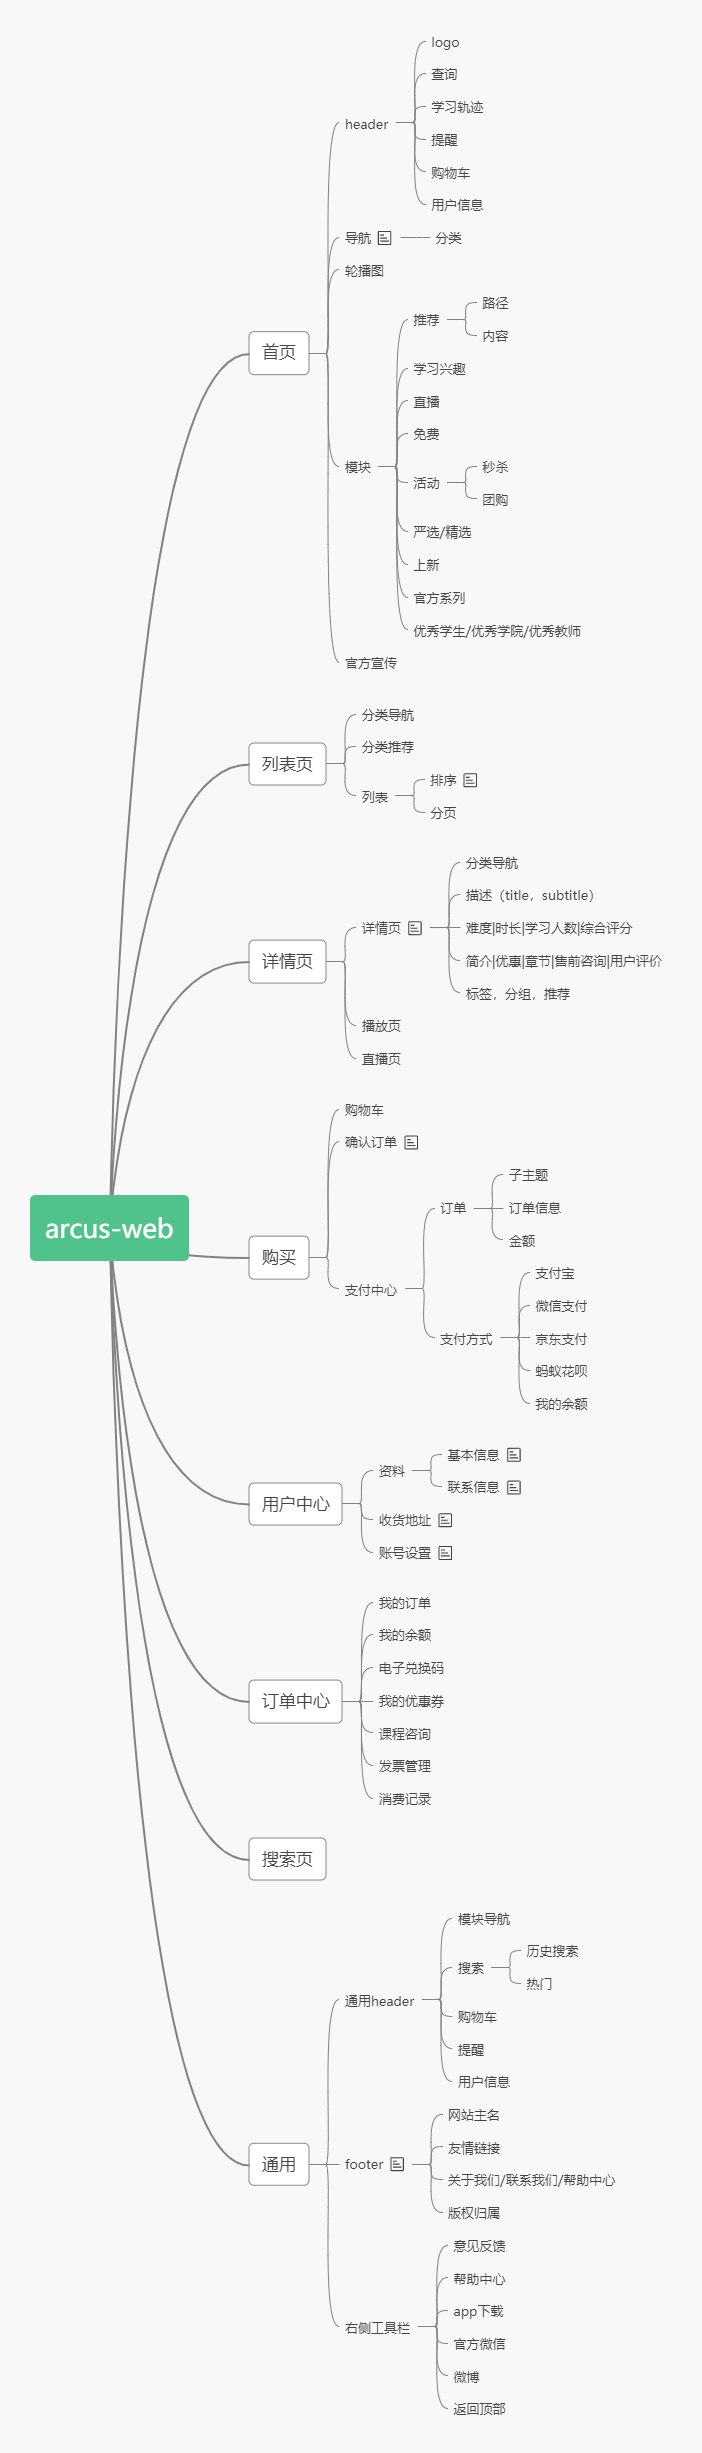 arcus-web
首页
header
logo
查询
学习轨迹
提醒
购物车
用户信息
导航
分类
轮播图
模块
推荐
路径
内容
学习兴趣
直播
免费
活动
秒杀
团购
严选/精选
上新
官方系列
优秀学生/优秀学院/优秀教师
官方宣传
列表页
分类导航
分类推荐
列表
排序
分页
详情页
详情页
分类导航
描述（title，subtitle）
难度|时长|学习人数|综合评分
简介|优惠|章节|售前咨询|用户评价
标签，分组，推荐
播放页
直播页
购买
购物车
确认订单
支付中心
订单
子主题
订单信息
金额
支付方式
支付宝
微信支付
京东支付
蚂蚁花呗
我的余额
用户中心
资料
基本信息
联系信息
收货地址
账号设置
订单中心
我的订单
我的余额
电子兑换码
我的优惠券
课程咨询
发票管理
消费记录
搜索页
通用
通用header
模块导航
搜索
历史搜索
热门
购物车
提醒
用户信息
footer
网站主名
友情链接
关于我们/联系我们/帮助中心
版权归属
右侧工具栏
意见反馈
帮助中心
app下载
官方微信
微博
返回顶部